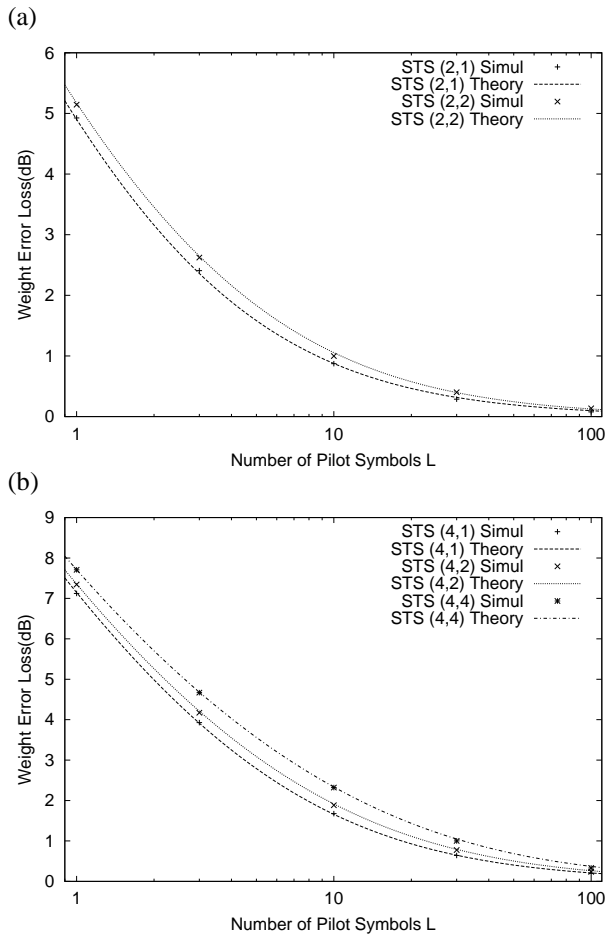 (a)
6
5
4
3
2
1
0
Weight Error Loss(dB)
STS (2,1) Simul
STS (2,1) Theory
STS (2,2) Simul
STS (2,2) Theory
1 10 100
Number of Pilot Symbols L
(b)
9
8
7
6
5
4
3
2
1
0
Weight Error Loss(dB)
STS (4,1) Simul
STS (4,1) Theory
STS (4,2) Simul
STS (4,2) Theory
STS (4,4) Simul
STS (4,4) Theory
1 10 100
Number of Pilot Symbols L